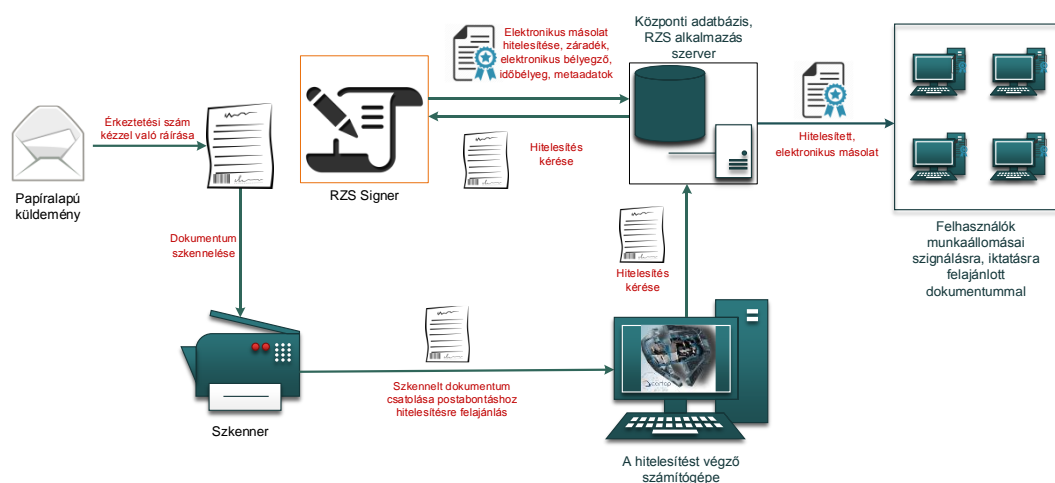 Elektronikus másolat
hitelesítése, záradék,
elektronikus bélyegző,
időbélyeg, metaadatok
Központi adatbázis,
RZS alkalmazás
szerver
Érkeztetési szám
kézzel való ráírása
Papíralapú
küldemény
RZS Signer
Hitelesítés
kérése
Hitelesített,
elektronikus másolat
Felhasználók
munkaállomásai
szignálásra, iktatásra
felajánlott
dokumentummal
Dokumentum
szkennelése
Hitelesítés
kérése
Szkennelt dokumentum
csatolása postabontáshoz
hitelesítésre felajánlás
Szkenner
A hitelesítést végző
számítógépe